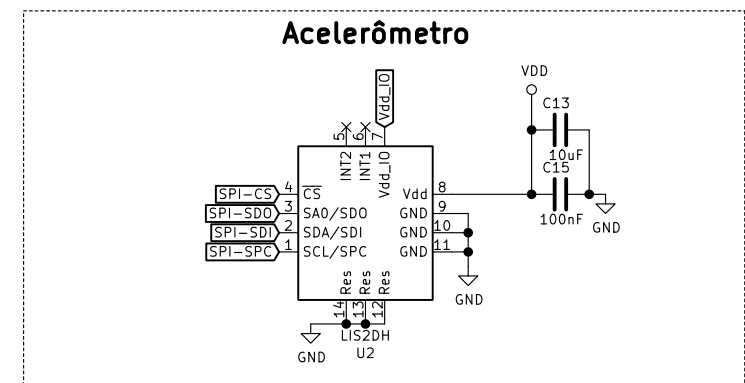 Acelerômetro
VDD
Vdd_IO
C13
10uF
C15
100nF
GND
5 6 7
INT2 INT1 Vdd_IO
SPI-CS 4 CS Vdd 8
SPI-SDO 3 SA0/SDO GND 9
SPI-SDI 2 SDA/SDI GND 10
SPI-SPC 1 SCL/SPC GND 11
Res Res Res
14 13 12
GND
GND
LIS2DH
U2